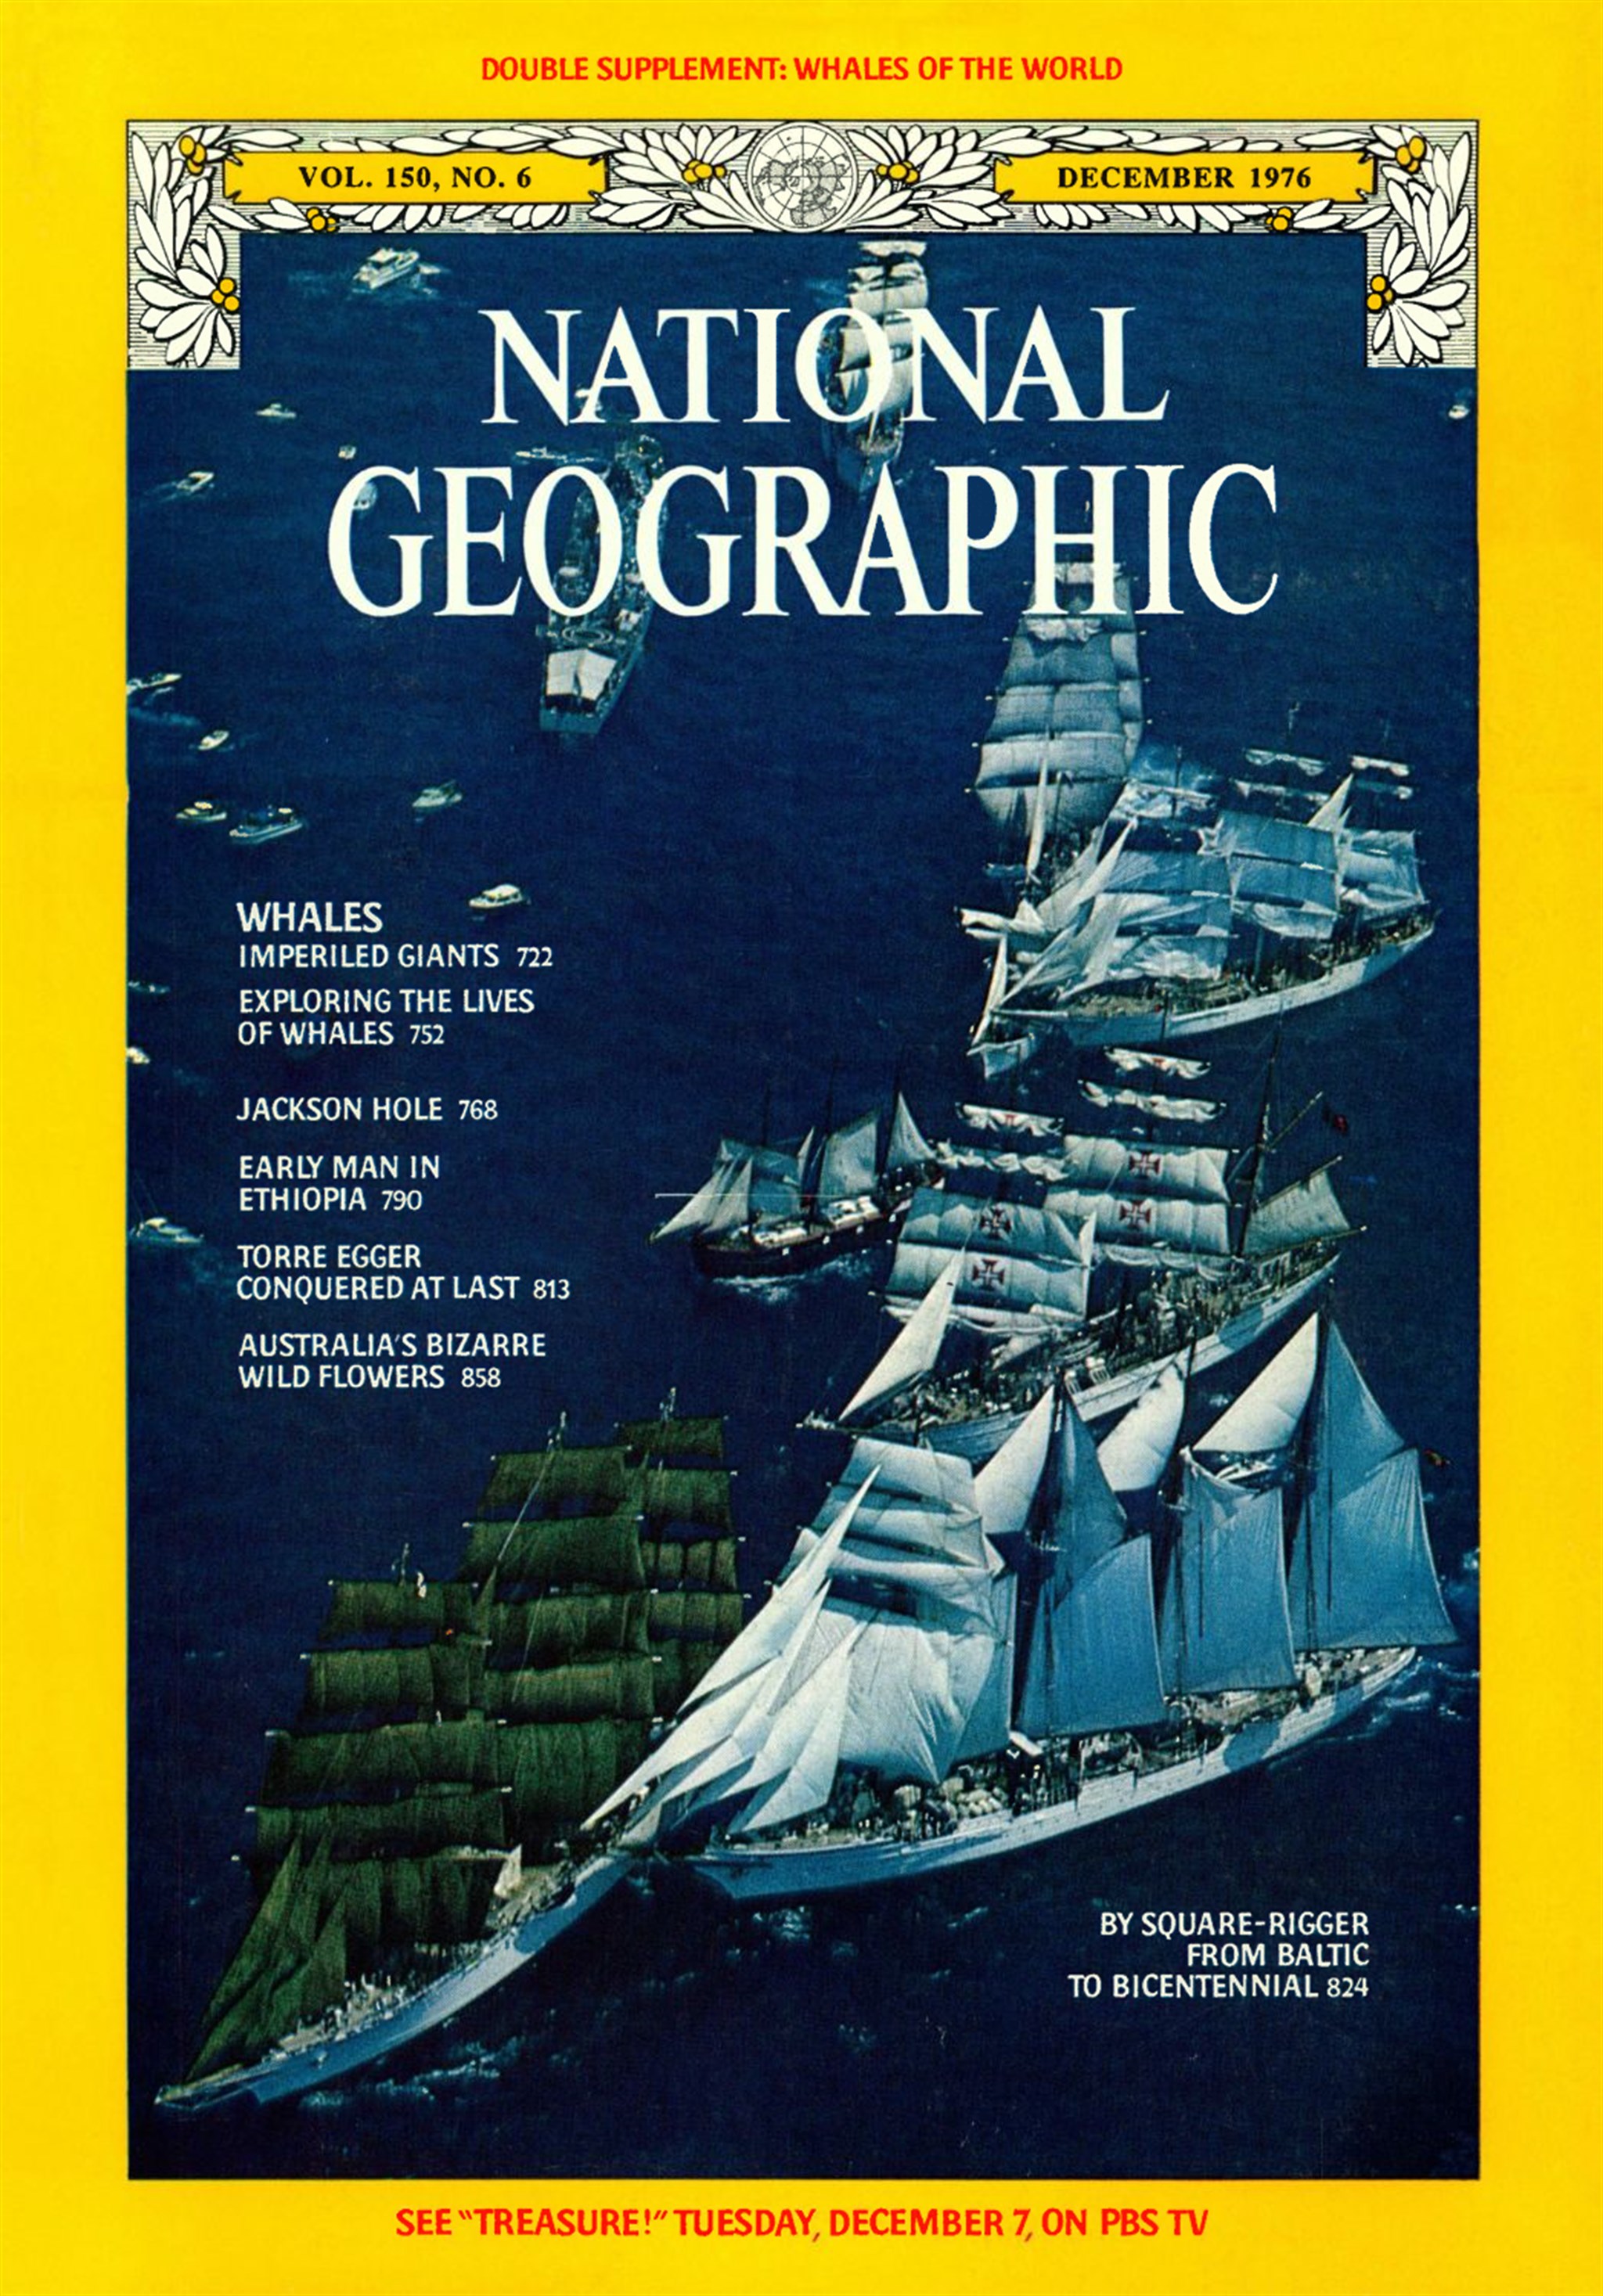 DOUBLE SUPPLEMENT: WHALES OF THE WORLD
VOL. 150, NO. 6
DECEMBER 1976
NATIONAL
GEOGRAPHIC
WHALES
IMPERILED GIANTS 722
EXPLORING THE LIVES
OF WHALES 752
JACKSON HOLE 768
EARLY MAN IN
ETHIOPIA 790
TORRE EGGER
CONQUERED AT LAST 813
AUSTRALIA'S BIZARRE
WILD FLOWERS 858
BY SQUARE-RIGGER
FROM BALTIC
TO BICENTENNIAL 824
SEE "TREASURE!" TUESDAY, DECEMBER 7, ON PBS TV